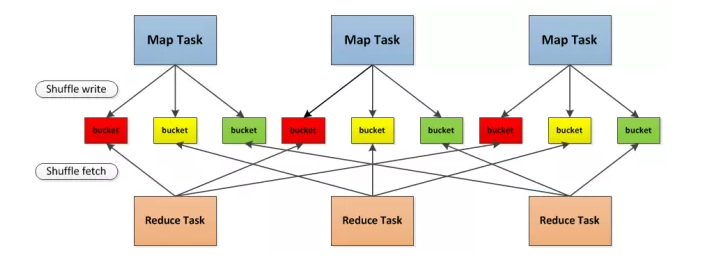 Map Task
Map Task
Map Task
Shuffle write
bucket
bucket
bucket
bucket
bucket
bucket
bucket
bucket
bucket
Shuffle fetch
Reduce Task
Reduce Task
Reduce Task